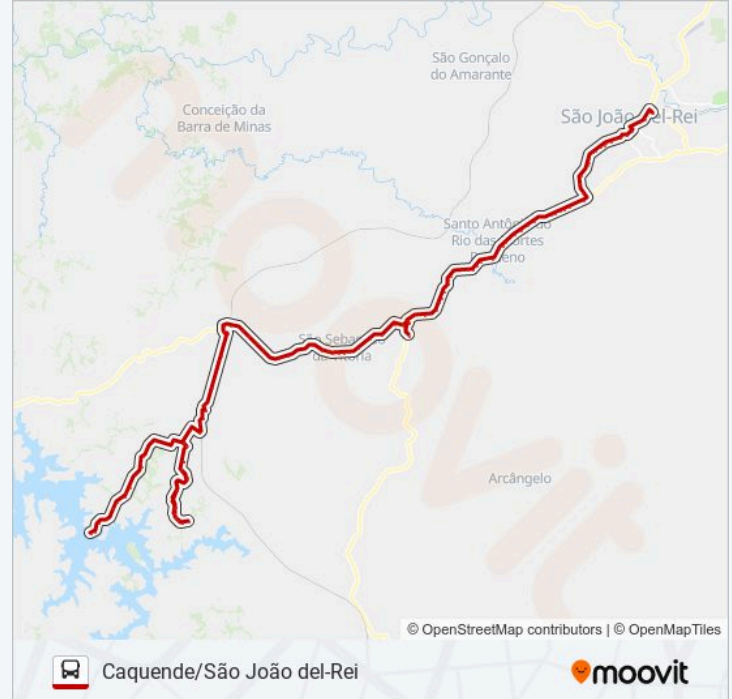 São Gonçalo
do Amarante
Conceição da
Barra de Minas
São João del-Rei
Santo Antônio do
Rio das Mortes
Pequeno
São Sebastião
da Vitória
Arcângelo
moovit
© OpenStreetMap contributors | © OpenMapTiles
Caquende/São João del-Rei
moovit